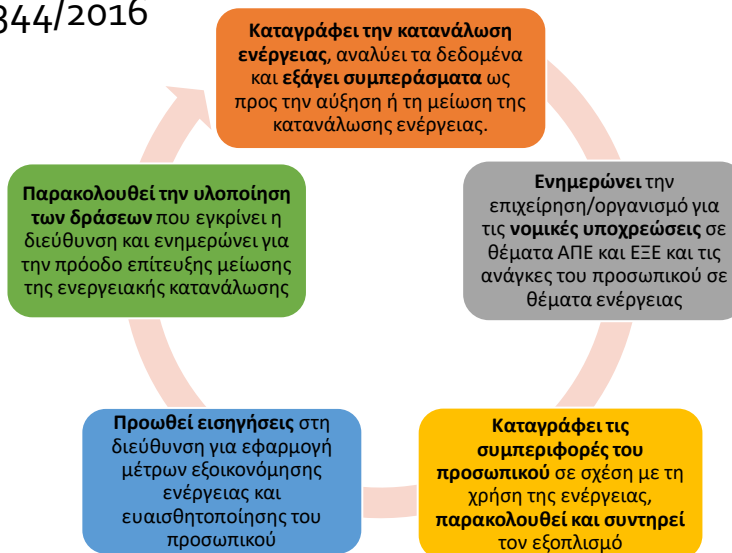 344/2016
Καταγράφει την κατανάλωση
ενέργειας, αναλύει τα δεδομένα
και εξάγει συμπεράσματα ως
προς την αύξηση ή τη μείωση της
κατανάλωσης ενέργειας.
Ενημερώνει την
επιχείρηση/οργανισμό για
τις νομικές υποχρεώσεις σε
θέματα ΑΠΕ και ΕΞΕ και τις
ανάγκες του προσωπικού σε
θέματα ενέργειας
Καταγράφει τις
συμπεριφορές του
προσωπικού σε σχέση με τη
χρήση της ενέργειας,
παρακολουθεί και συντηρεί
τον εξοπλισμό
Προωθεί εισηγήσεις στη
διεύθυνση για εφαρμογή
μέτρων εξοικονόμησης
ενέργειας και
ευαισθητοποίησης του
προσωπικού
Παρακολουθεί την υλοποίηση
των δράσεων που εγκρίνει η
διεύθυνση και ενημερώνει για
την πρόοδο επίτευξης μείωσης
της ενεργειακής κατανάλωσης